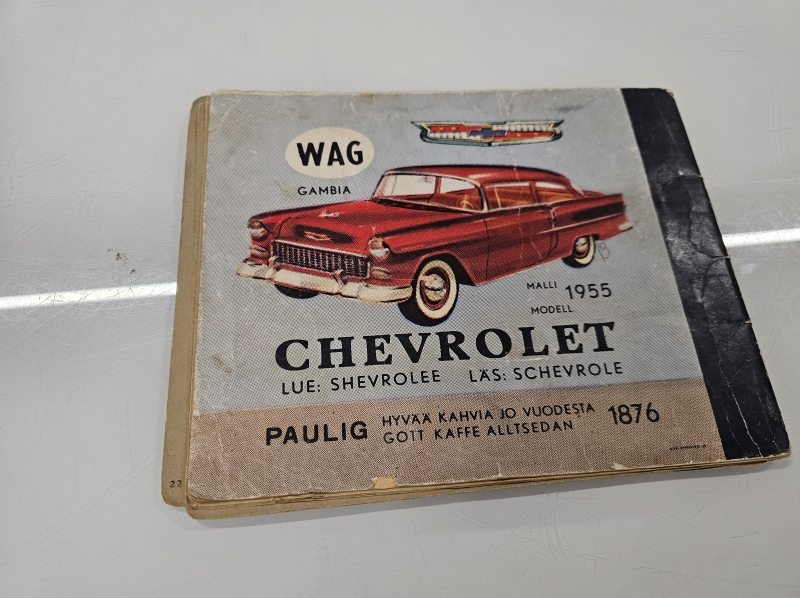 WAG
GAMBIA
MALLI 1955
MODELL
CHEVROLET
LUE: SHEVROLEE LÄS: SCHEVROLE
PAULIG HYVÄÄ KAHVIA JO VUODESTA 1876
GOTT KAFFE ALLTSEDAN
22